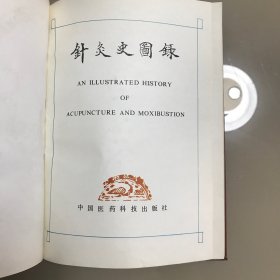 針灸史圖錄
AN ILLUSTRATED HISTORY
OF
ACUPUNCTURE AND MOXIBUSTION
中国医药科技出版社